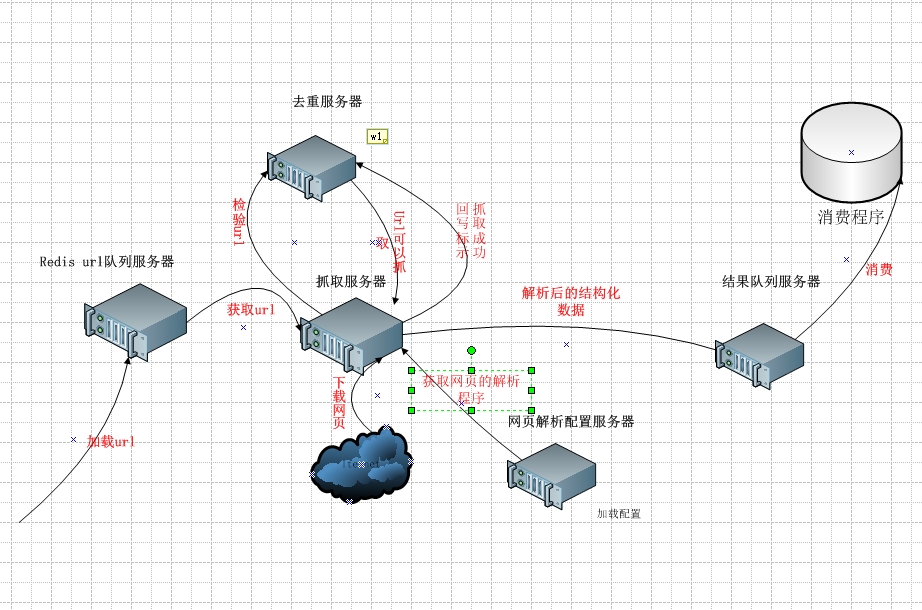 去重服务器
w1
检验url
Url可以抓
取
抓取成功
回写标示
消费程序
Redis url队列服务器
抓取服务器
结果队列服务器
消费
获取url
解析后的结构化
数据
下载网页
获取网页的解析
程序
网页解析配置服务器
加载url
加载配置